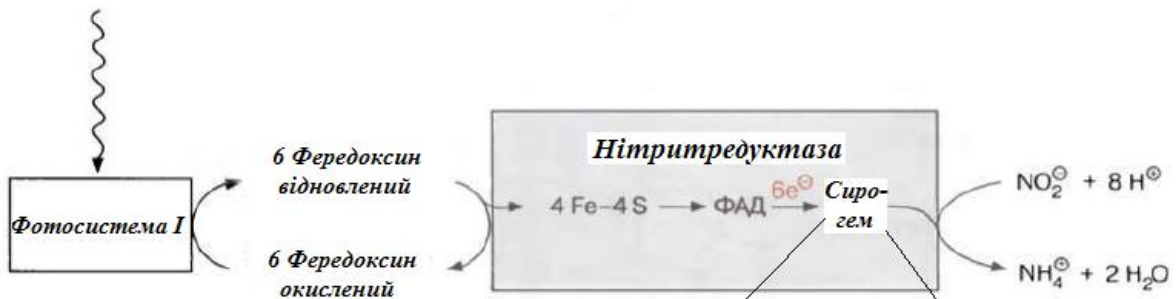 Фотосистема I
6 Фередоксин
відновлений
6 Фередоксин
окислений
Нітритредуктаза
4 Fe–4 S
ФАД
6e⊖
Сиро-
гем
NO₂⊖ + 8 H⊕
NH₄⊕ + 2 H₂O